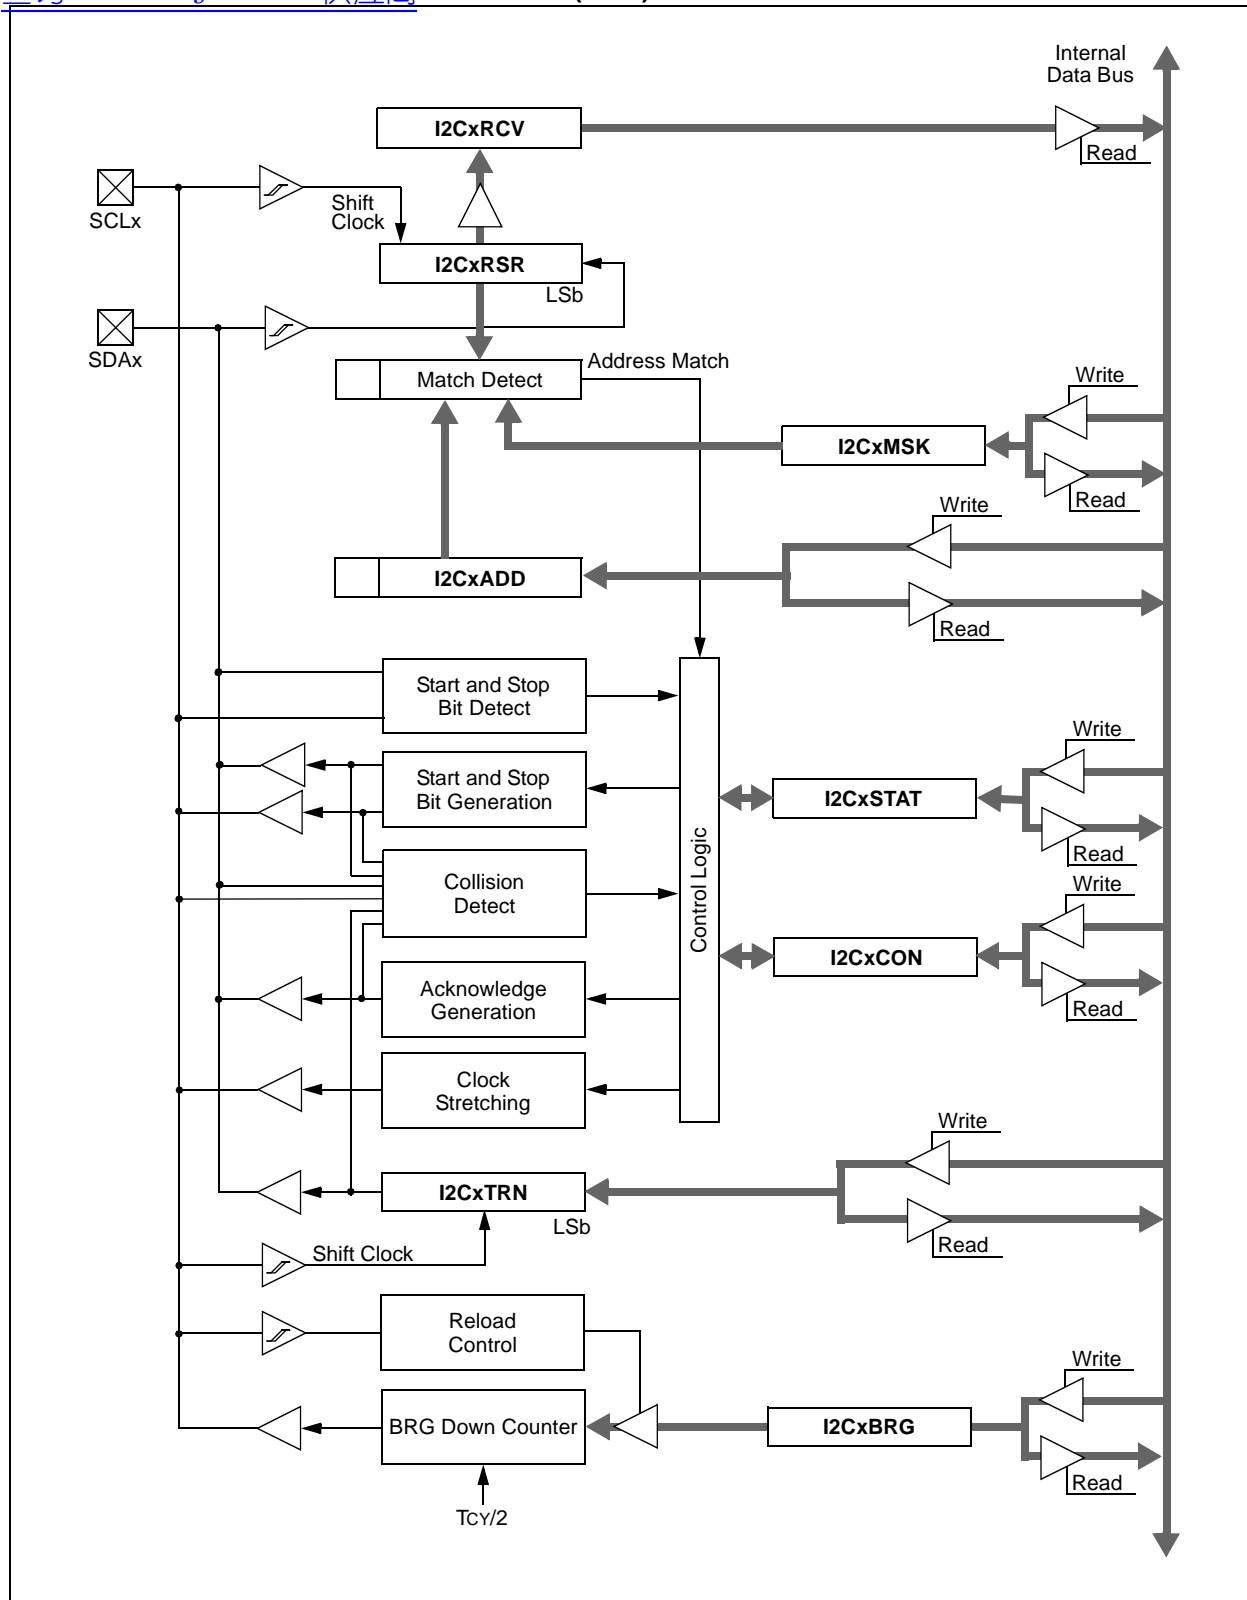 Internal
Data Bus
I2CxRCV
Read
SCLx
Shift
Clock
I2CxRSR
LSb
SDAx
Match Detect
Address Match
Write
I2CxMSK
Read
Write
I2CxADD
Read
Start and Stop
Bit Detect
Write
Start and Stop
Bit Generation
I2CxSTAT
Read
Control Logic
Collision
Detect
Write
I2CxCON
Read
Acknowledge
Generation
Clock
Stretching
Write
I2CxTRN
LSb
Read
Shift Clock
Reload
Control
Write
BRG Down Counter
I2CxBRG
Read
TCY/2